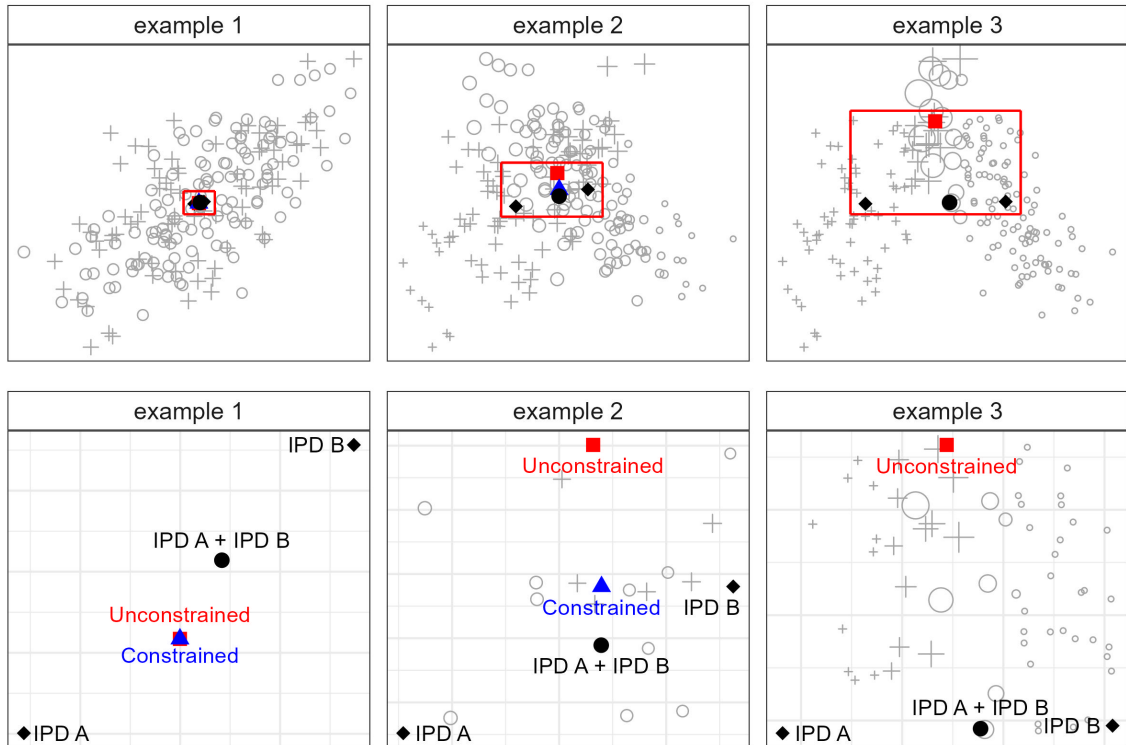 example 1
example 2
example 3
example 1
example 2
example 3
IPD B
IPD A + IPD B
Unconstrained
Constrained
IPD A
Unconstrained
Constrained
IPD B
IPD A + IPD B
IPD A
Unconstrained
IPD A + IPD B
IPD B
IPD A